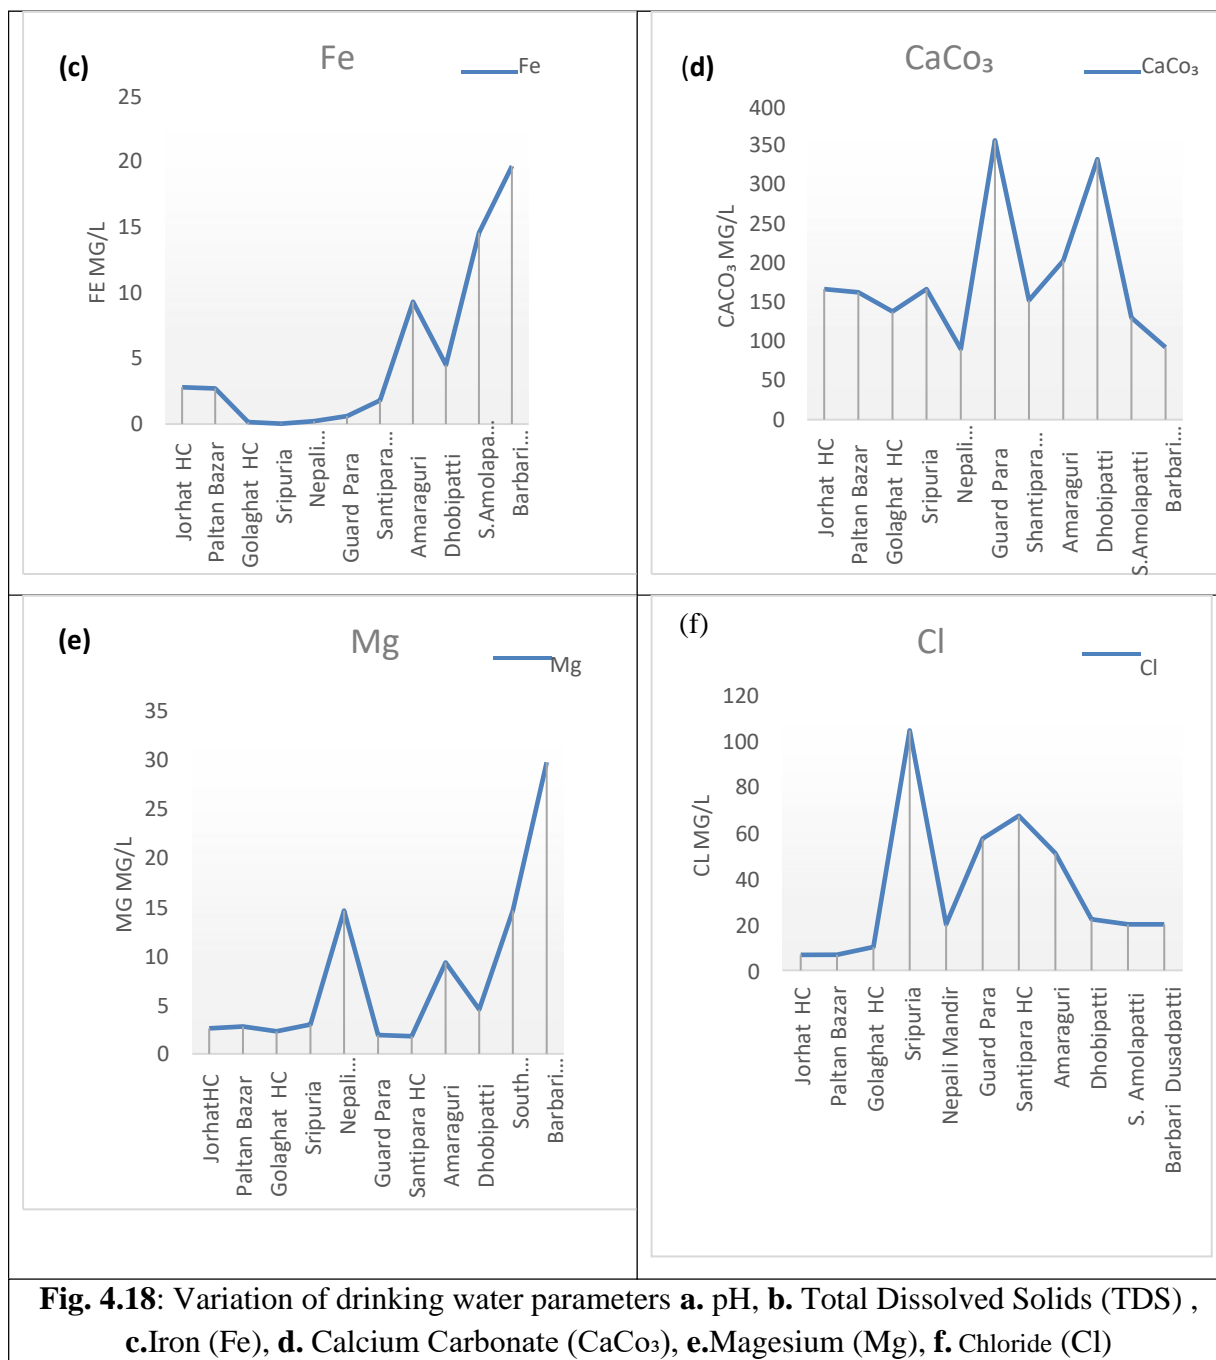 (c)
Fe
Fe
25
20
15
10
5
0
FE MG/L
Jorhat HC
Paltan Bazar
Golaghat HC
Sripuria
Nepali...
Guard Para
Santipara...
Amaraguri
Dhobipatti
S.Amolapa...
Barbari...
(d)
CaCo₃
CaCo₃
400
350
300
250
200
150
100
50
0
CACO₃ MG/L
Jorhat HC
Paltan Bazar
Golaghat HC
Sripuria
Nepali...
Guard Para
Shantipara...
Amaraguri
Dhobipatti
S.Amolapatti
Barbari...
(e)
Mg
Mg
35
30
25
20
15
10
5
0
MG MG/L
JorhatHC
Paltan Bazar
Golaghat HC
Sripuria
Nepali...
Guard Para
Santipara HC
Amaraguri
Dhobipatti
South...
Barbari...
(f)
Cl
Cl
120
100
80
60
40
20
0
CL MG/L
Jorhat HC
Paltan Bazar
Golaghat HC
Sripuria
Nepali Mandir
Guard Para
Santipara HC
Amaraguri
Dhobipatti
S. Amolapatti
Barbari Dusadpatti
Fig. 4.18: Variation of drinking water parameters a. pH, b. Total Dissolved Solids (TDS) ,
c.Iron (Fe), d. Calcium Carbonate (CaCo₃), e.Magesium (Mg), f. Chloride (Cl)